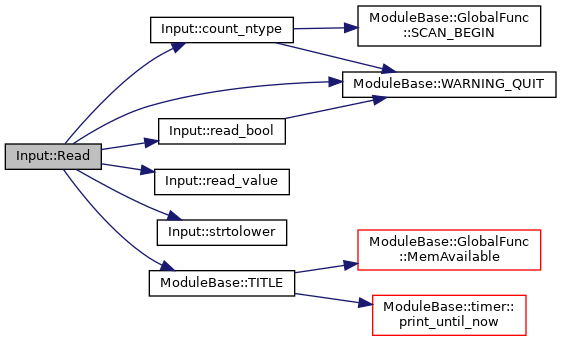 Input::count_ntype
ModuleBase::GlobalFunc
::SCAN_BEGIN
ModuleBase::WARNING_QUIT
Input::read_bool
Input::Read
Input::read_value
Input::strtolower
ModuleBase::GlobalFunc
::MemAvailable
ModuleBase::TITLE
ModuleBase::timer::
print_until_now